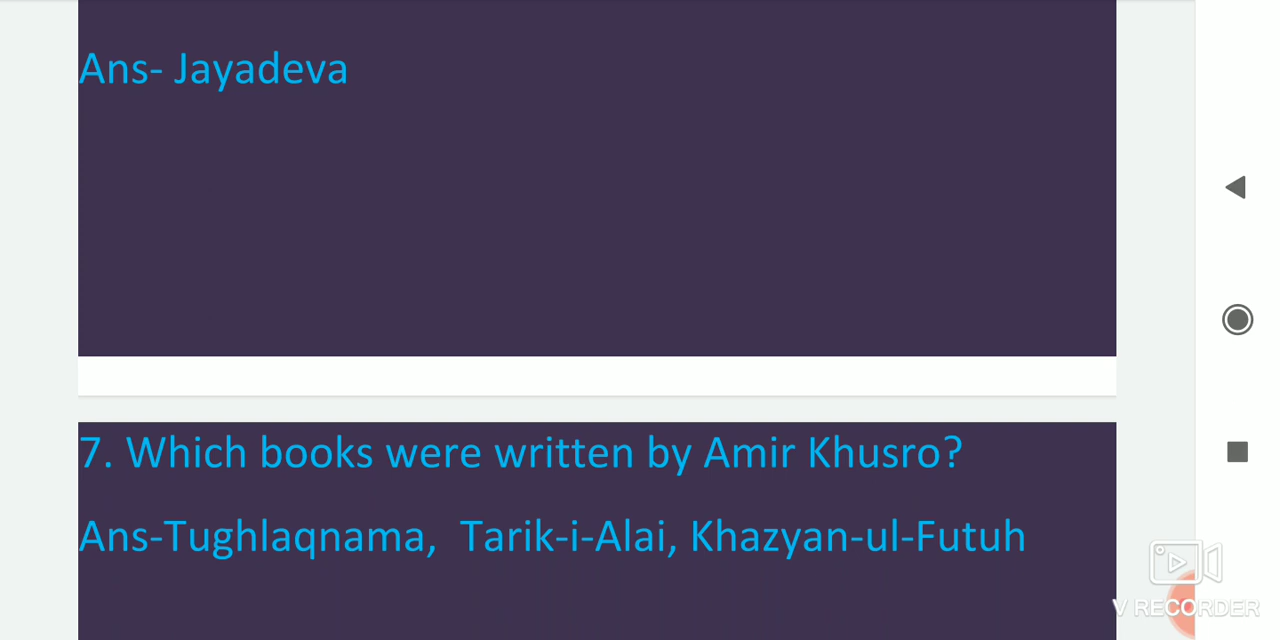 Ans- Jayadeva
7. Which books were written by Amir Khusro?
Ans-Tughlaqnama, Tarik-i-Alai, Khazyan-ul-Futuh
V RECORDER